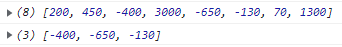 (8) [200, 450, -400, 3000, -650, -130, 70, 1300]
(3) [-400, -650, -130]